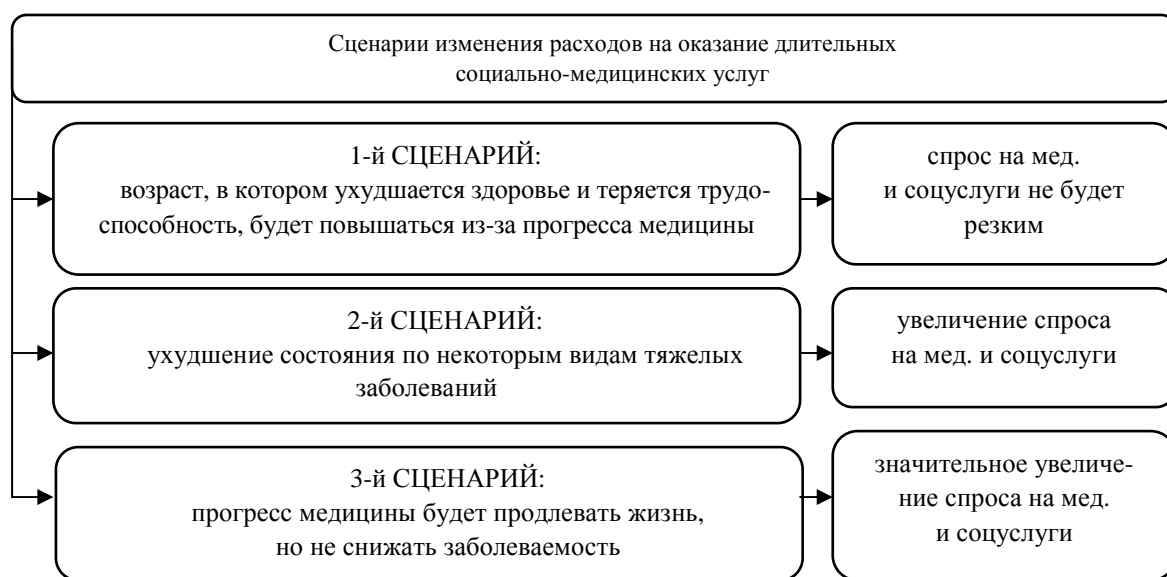 Сценарии изменения расходов на оказание длительных
социально-медицинских услуг
1-й СЦЕНАРИЙ:
возраст, в котором ухудшается здоровье и теряется трудо-
способность, будет повышаться из-за прогресса медицины
спрос на мед.
и соцуслуги не будет
резким
2-й СЦЕНАРИЙ:
ухудшение состояния по некоторым видам тяжелых
заболеваний
увеличение спроса
на мед. и соцуслуги
3-й СЦЕНАРИЙ:
прогресс медицины будет продлевать жизнь,
но не снижать заболеваемость
значительное увеличе-
ние спроса на мед.
и соцуслуги